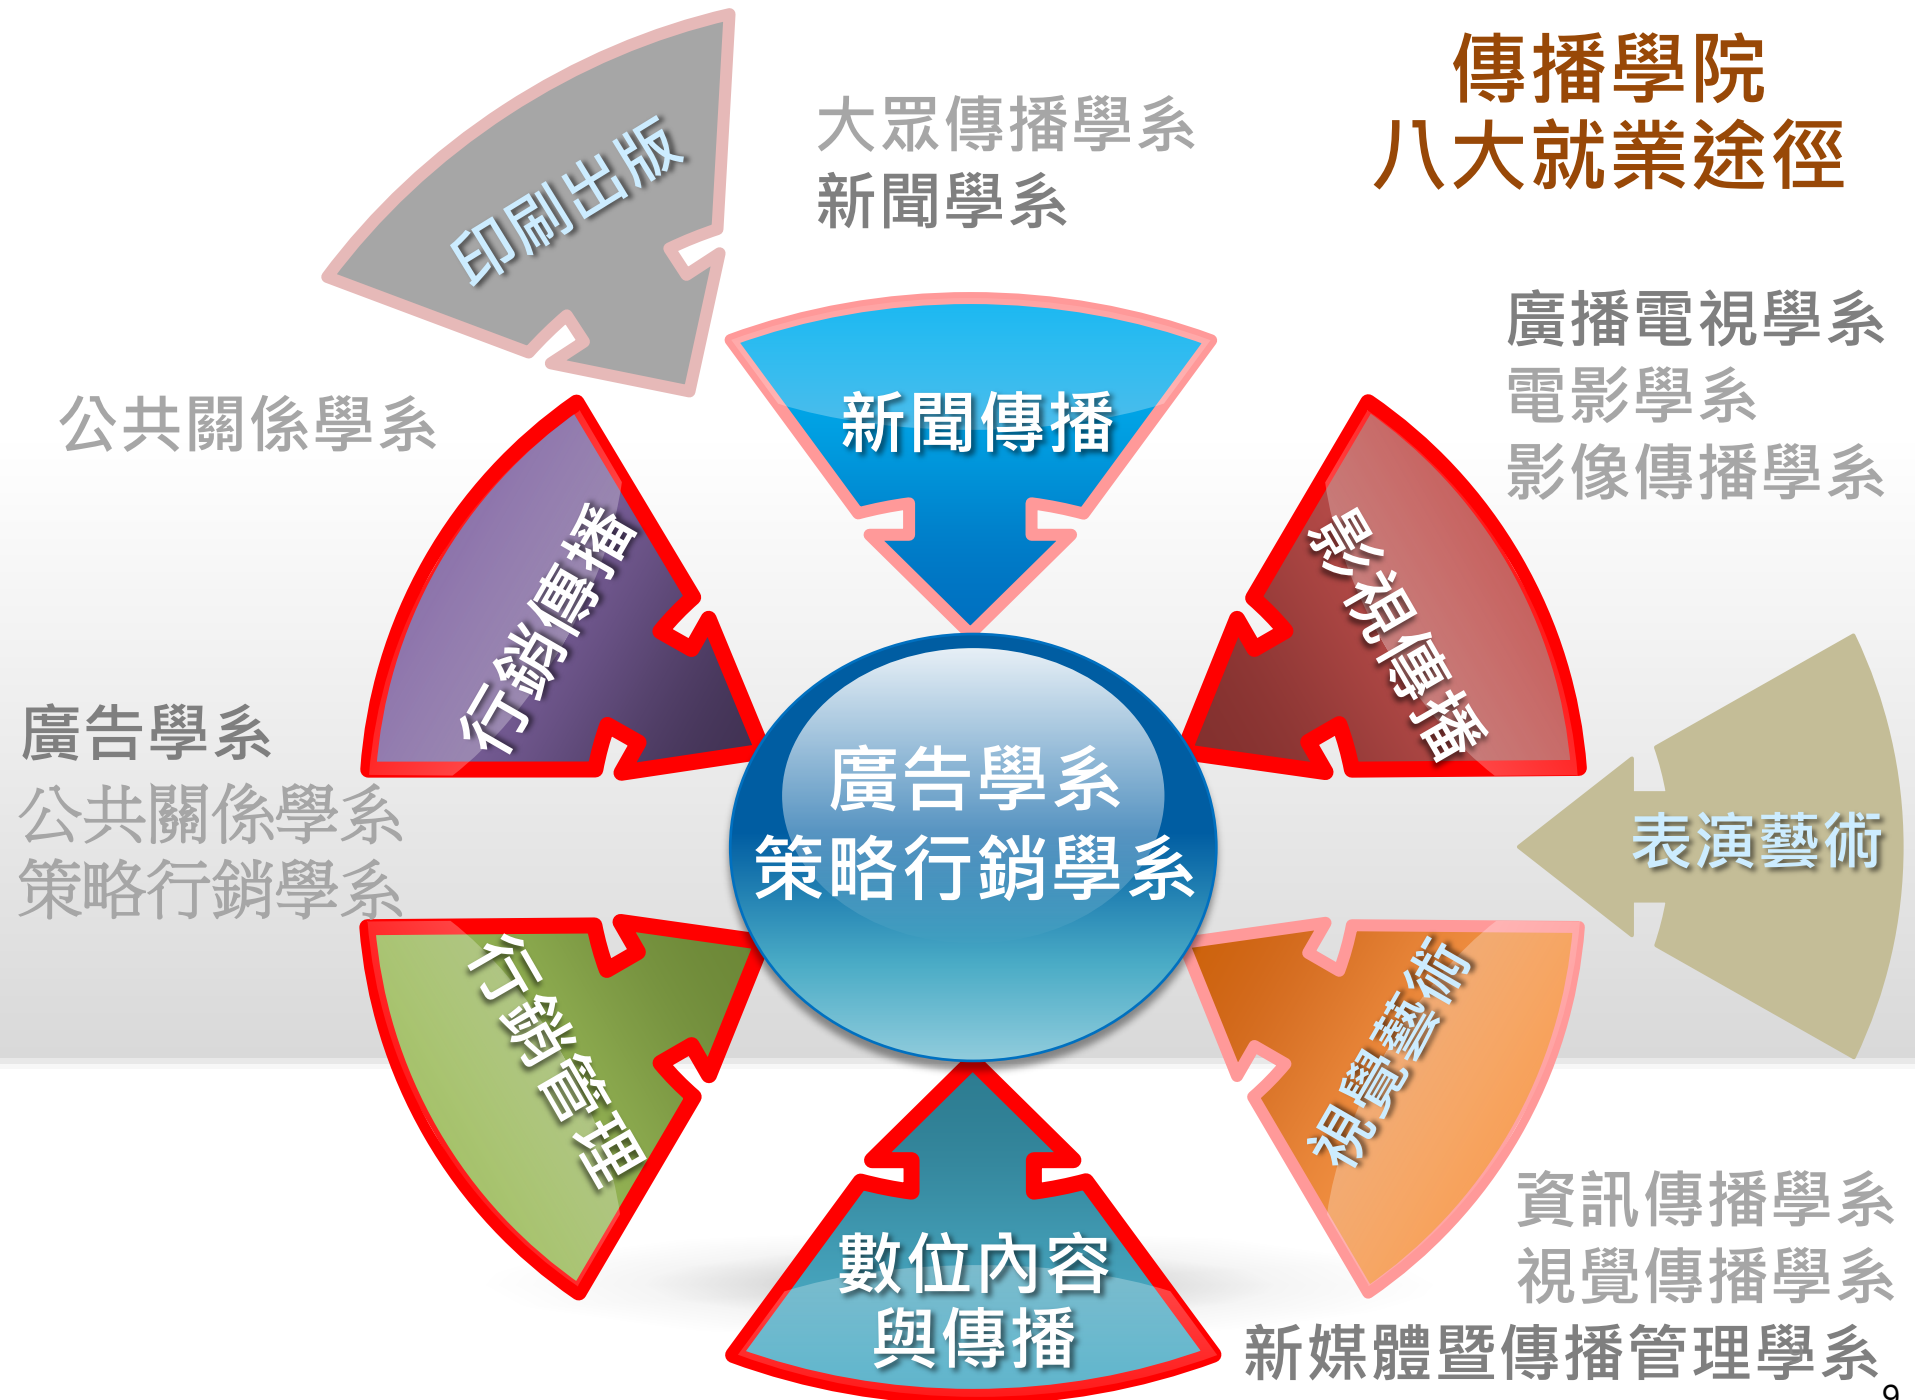 傳播學院
八大就業途徑
印刷出版
大眾傳播學系
新聞學系
新聞傳播
廣播電視學系
電影學系
影像傳播學系
公共關係學系
行銷傳播
影視傳播
廣告學系
公共關係學系
策略行銷學系
廣告學系
策略行銷學系
表演藝術
行銷管理
視覺藝術
數位內容
與傳播
資訊傳播學系
視覺傳播學系
新媒體暨傳播管理學系
9